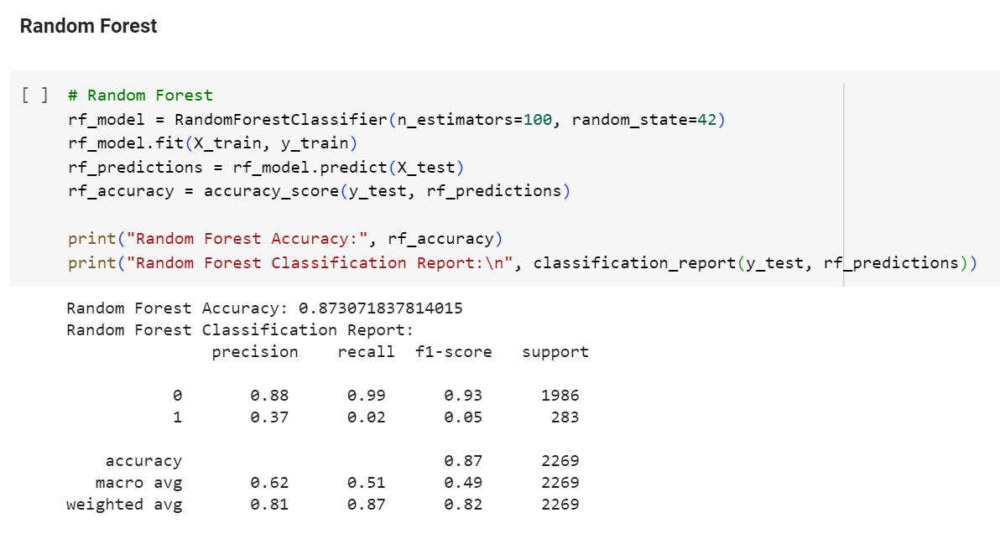 Random Forest
[ ] # Random Forest
rf_model = RandomForestClassifier(n_estimators=100, random_state=42)
rf_model.fit(X_train, y_train)
rf_predictions = rf_model.predict(X_test)
rf_accuracy = accuracy_score(y_test, rf_predictions)
print("Random Forest Accuracy:", rf_accuracy)
print("Random Forest Classification Report:\n", classification_report(y_test, rf_predictions))
Random Forest Accuracy: 0.873071837814015
Random Forest Classification Report:
precision recall f1-score support
0 0.88 0.99 0.93 1986
1 0.37 0.02 0.05 283
accuracy 0.87 2269
macro avg 0.62 0.51 0.49 2269
weighted avg 0.81 0.87 0.82 2269